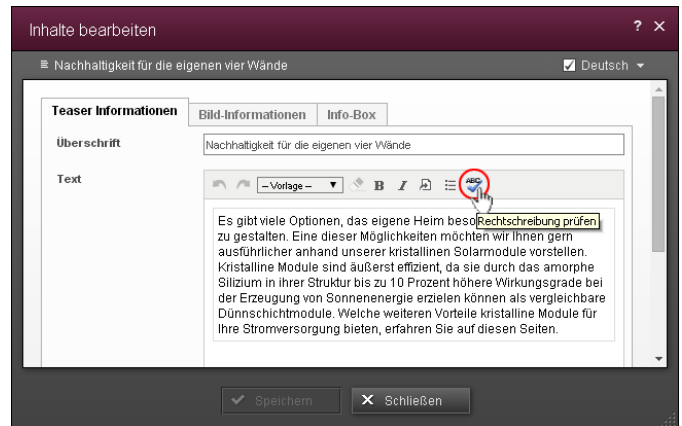 Inhalte bearbeiten ? ×
Nachhaltigkeit für die eigenen vier Wände Deutsch
Teaser Informationen Bild-Informationen Info-Box
Überschrift Nachhaltigkeit für die eigenen vier Wände
Text – Vorlage – B I ABC
Rechtschreibung prüfen
Es gibt viele Optionen, das eigene Heim beso
zu gestalten. Eine dieser Möglichkeiten möchten wir Ihnen gern
ausführlicher anhand unserer kristallinen Solarmodule vorstellen.
Kristalline Module sind äußerst effizient, da sie durch das amorphe
Silizium in ihrer Struktur bis zu 10 Prozent höhere Wirkungsgrade bei
der Erzeugung von Sonnenenergie erzielen können als vergleichbare
Dünnschichtmodule. Welche weiteren Vorteile kristalline Module für
Ihre Stromversorgung bieten, erfahren Sie auf diesen Seiten.
Speichern Schließen